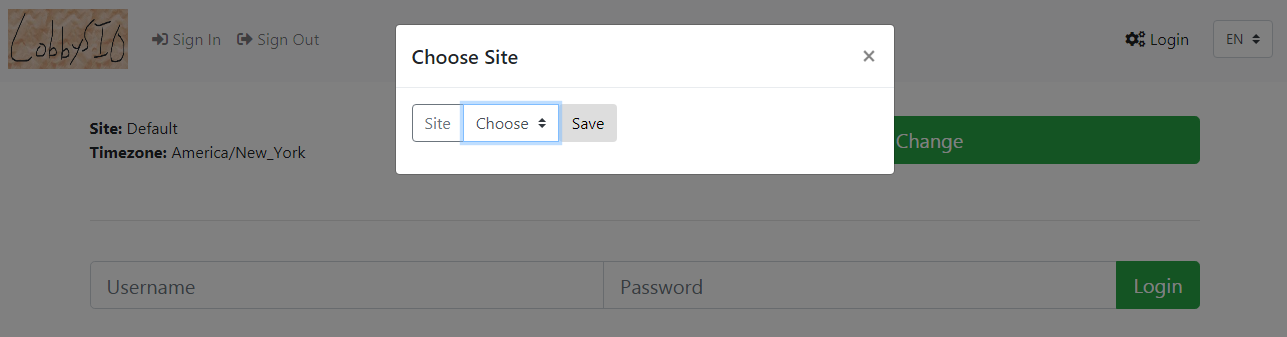 LobbySIO
Sign In
Sign Out
Login
EN
Choose Site
×
Site
Choose
Save
Site: Default
Timezone: America/New_York
Change
Username
Password
Login